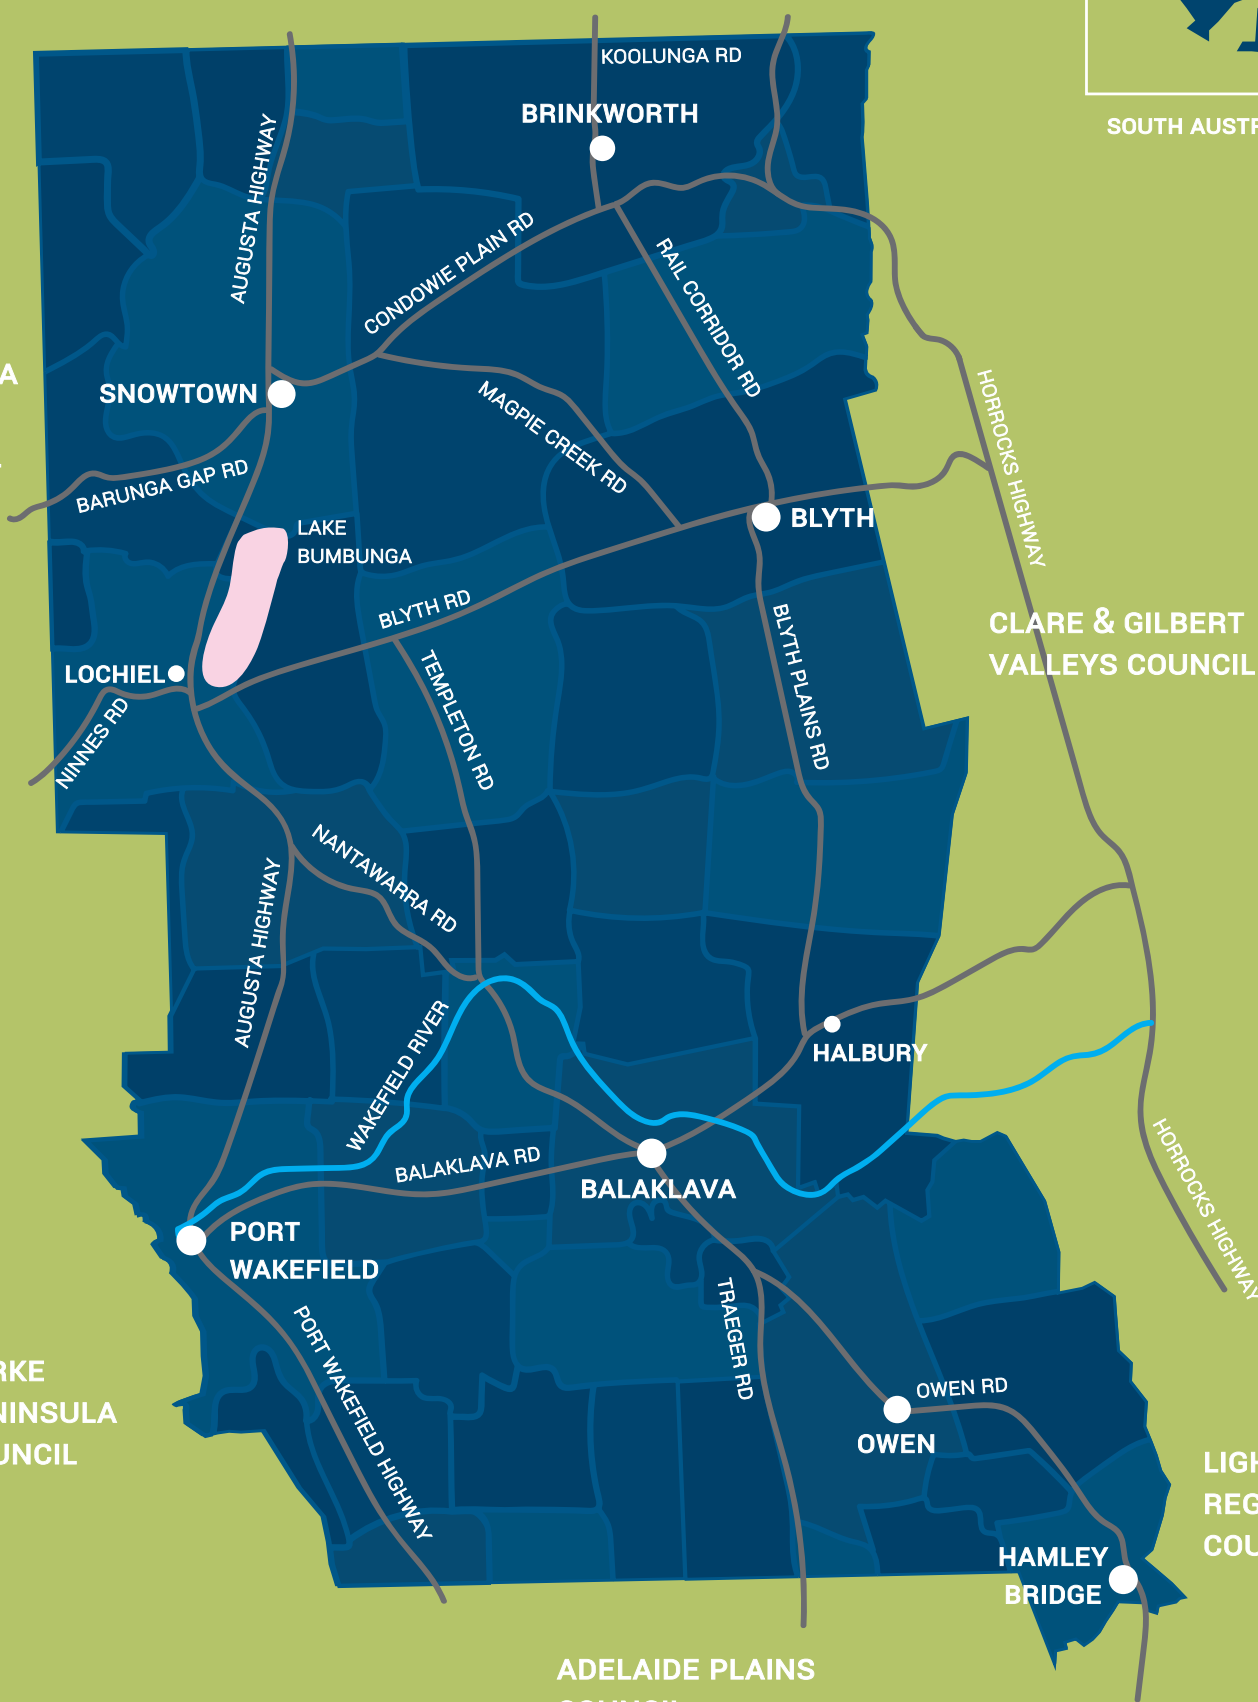 KOOLUNGA RD
BRINKWORTH
SOUTH
AUGUSTA HIGHWAY
CONDOWIE PLAIN RD
RAIL CORRIDOR RD
A
SNOWTOWN
MAGPIE CREEK RD
HORROCKS HIGHWAY
BARUNGA GAP RD
BLYTH
LAKE
BUMBUNGA
BLYTH RD
CLARE & GILBERT
VALLEYS COUNCIL
LOCHIEL
BLYTH PLAINS RD
TEMPLETON RD
NINNES RD
NANTAWARRA RD
AUGUSTA HIGHWAY
WAKEFIELD RIVER
HALBURY
BALAKLAVA RD
BALAKLAVA
HORROCKS HIGHWAY
PORT
WAKEFIELD
TRAEGER RD
PORT WAKEFIELD HIGHWAY
RKE
NINSULA
UNCIL
OWEN RD
OWEN
LIGH
REG
COU
HAMLEY
BRIDGE
ADELAIDE PLAINS